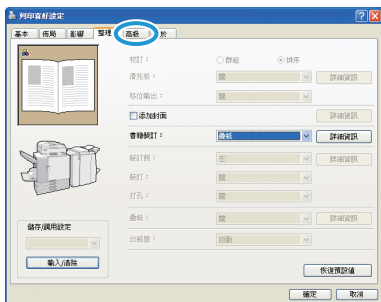 列印喜好設定
基本 佈局 影響 整理 高級 於
校訂： 群組 排序
滑托板： 關 詳細資訊
移位輸出： 關
添加封面 詳細資訊
書籍裝訂： 疊紙 詳細資訊
裝訂側： 左 詳細資訊
裝訂： 關
打孔： 關
疊紙： 關 詳細資訊
出紙盤： 自動
儲存/調用設定
輸入/清除
恢復預設值
確定 取消